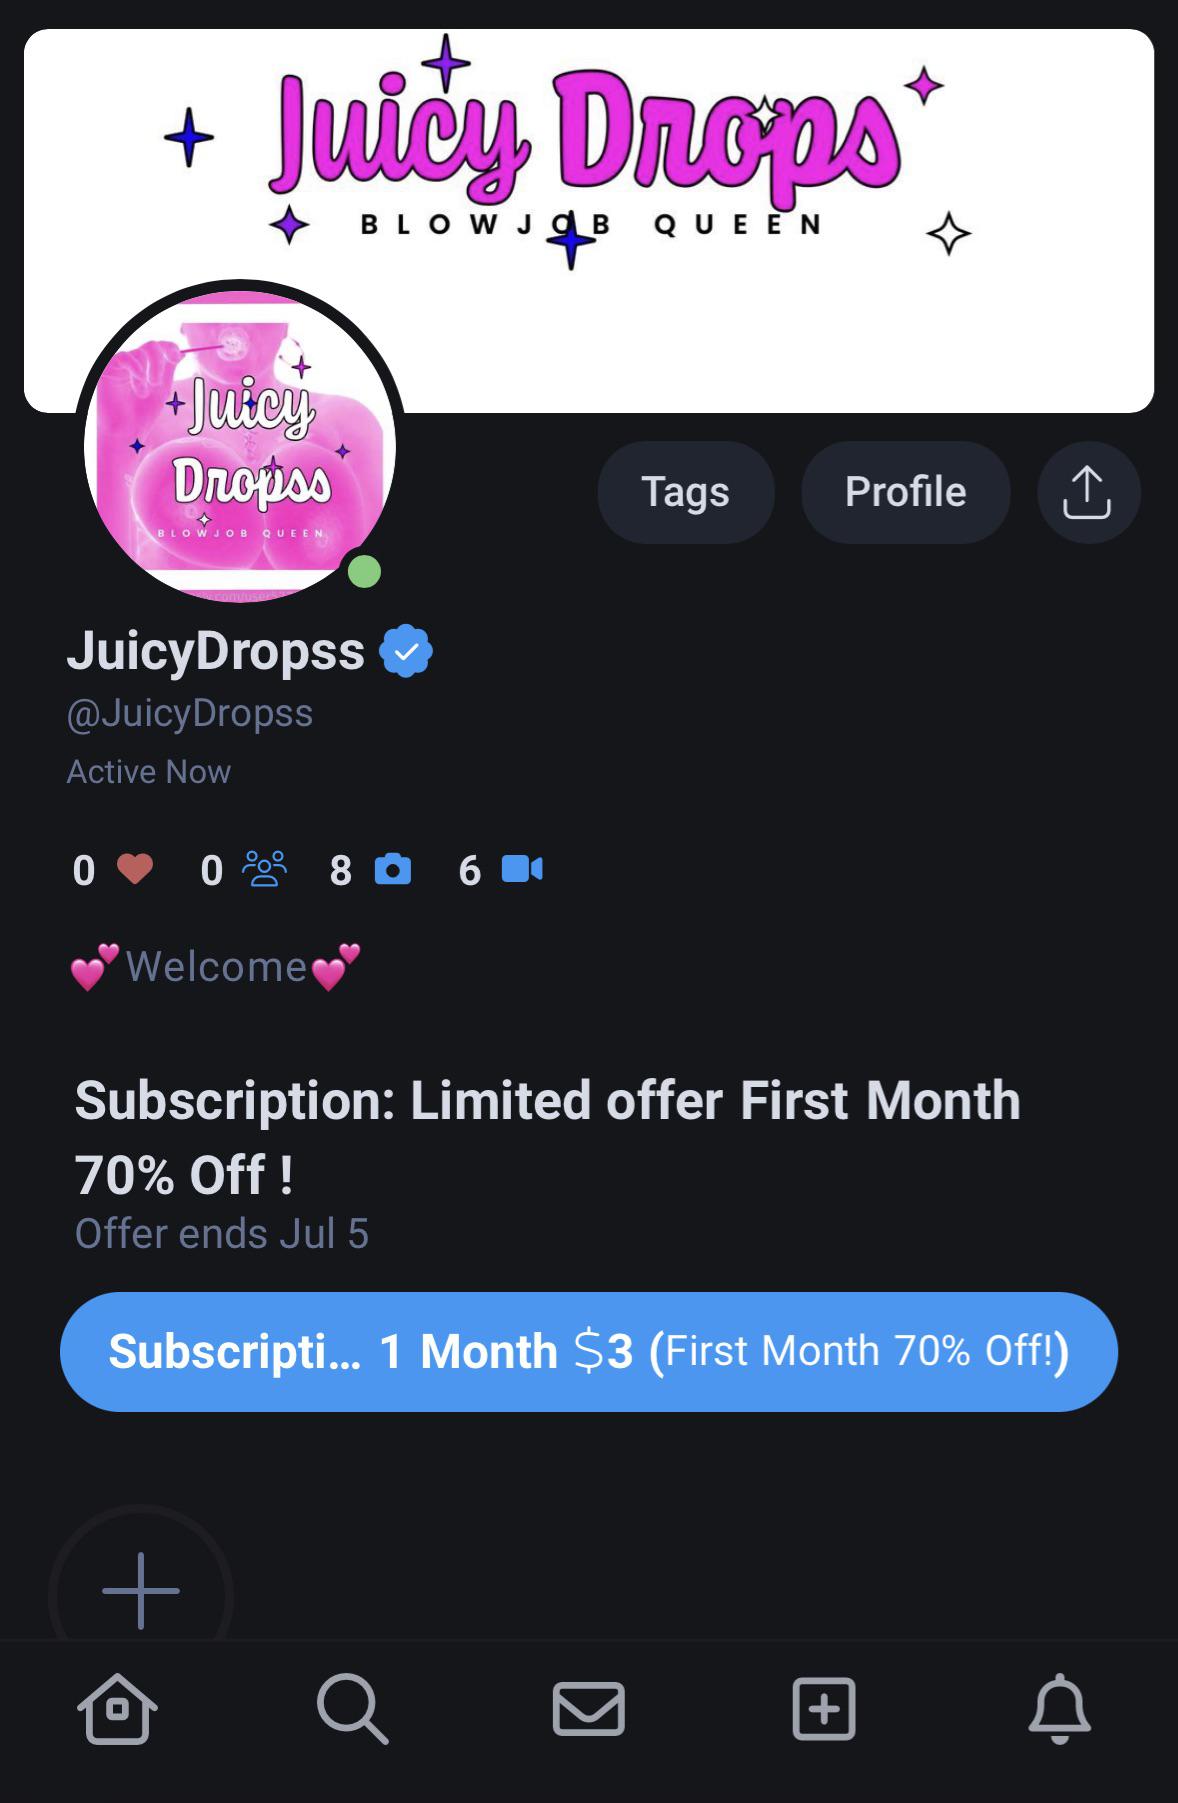 Juicy Drops
BLOWJOB QUEEN
Juicy
Dropss
BLOWJOB QUEEN
Tags
Profile
JuicyDropss
@JuicyDropss
Active Now
0 0 8 6
💕Welcome💕
Subscription: Limited offer First Month
70% Off !
Offer ends Jul 5
Subscripti... 1 Month $3 (First Month 70% Off!)